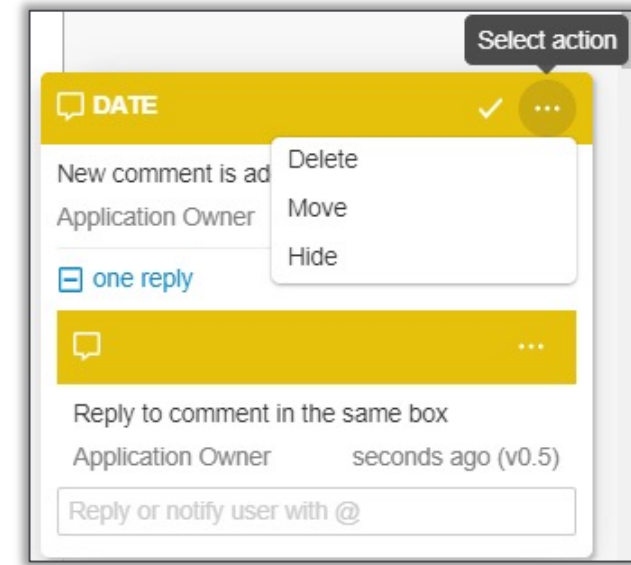 Select action
DATE
Delete
New comment is ad
Move
Application Owner
Hide
one reply
Reply to comment in the same box
Application Owner seconds ago (v0.5)
Reply or notify user with @